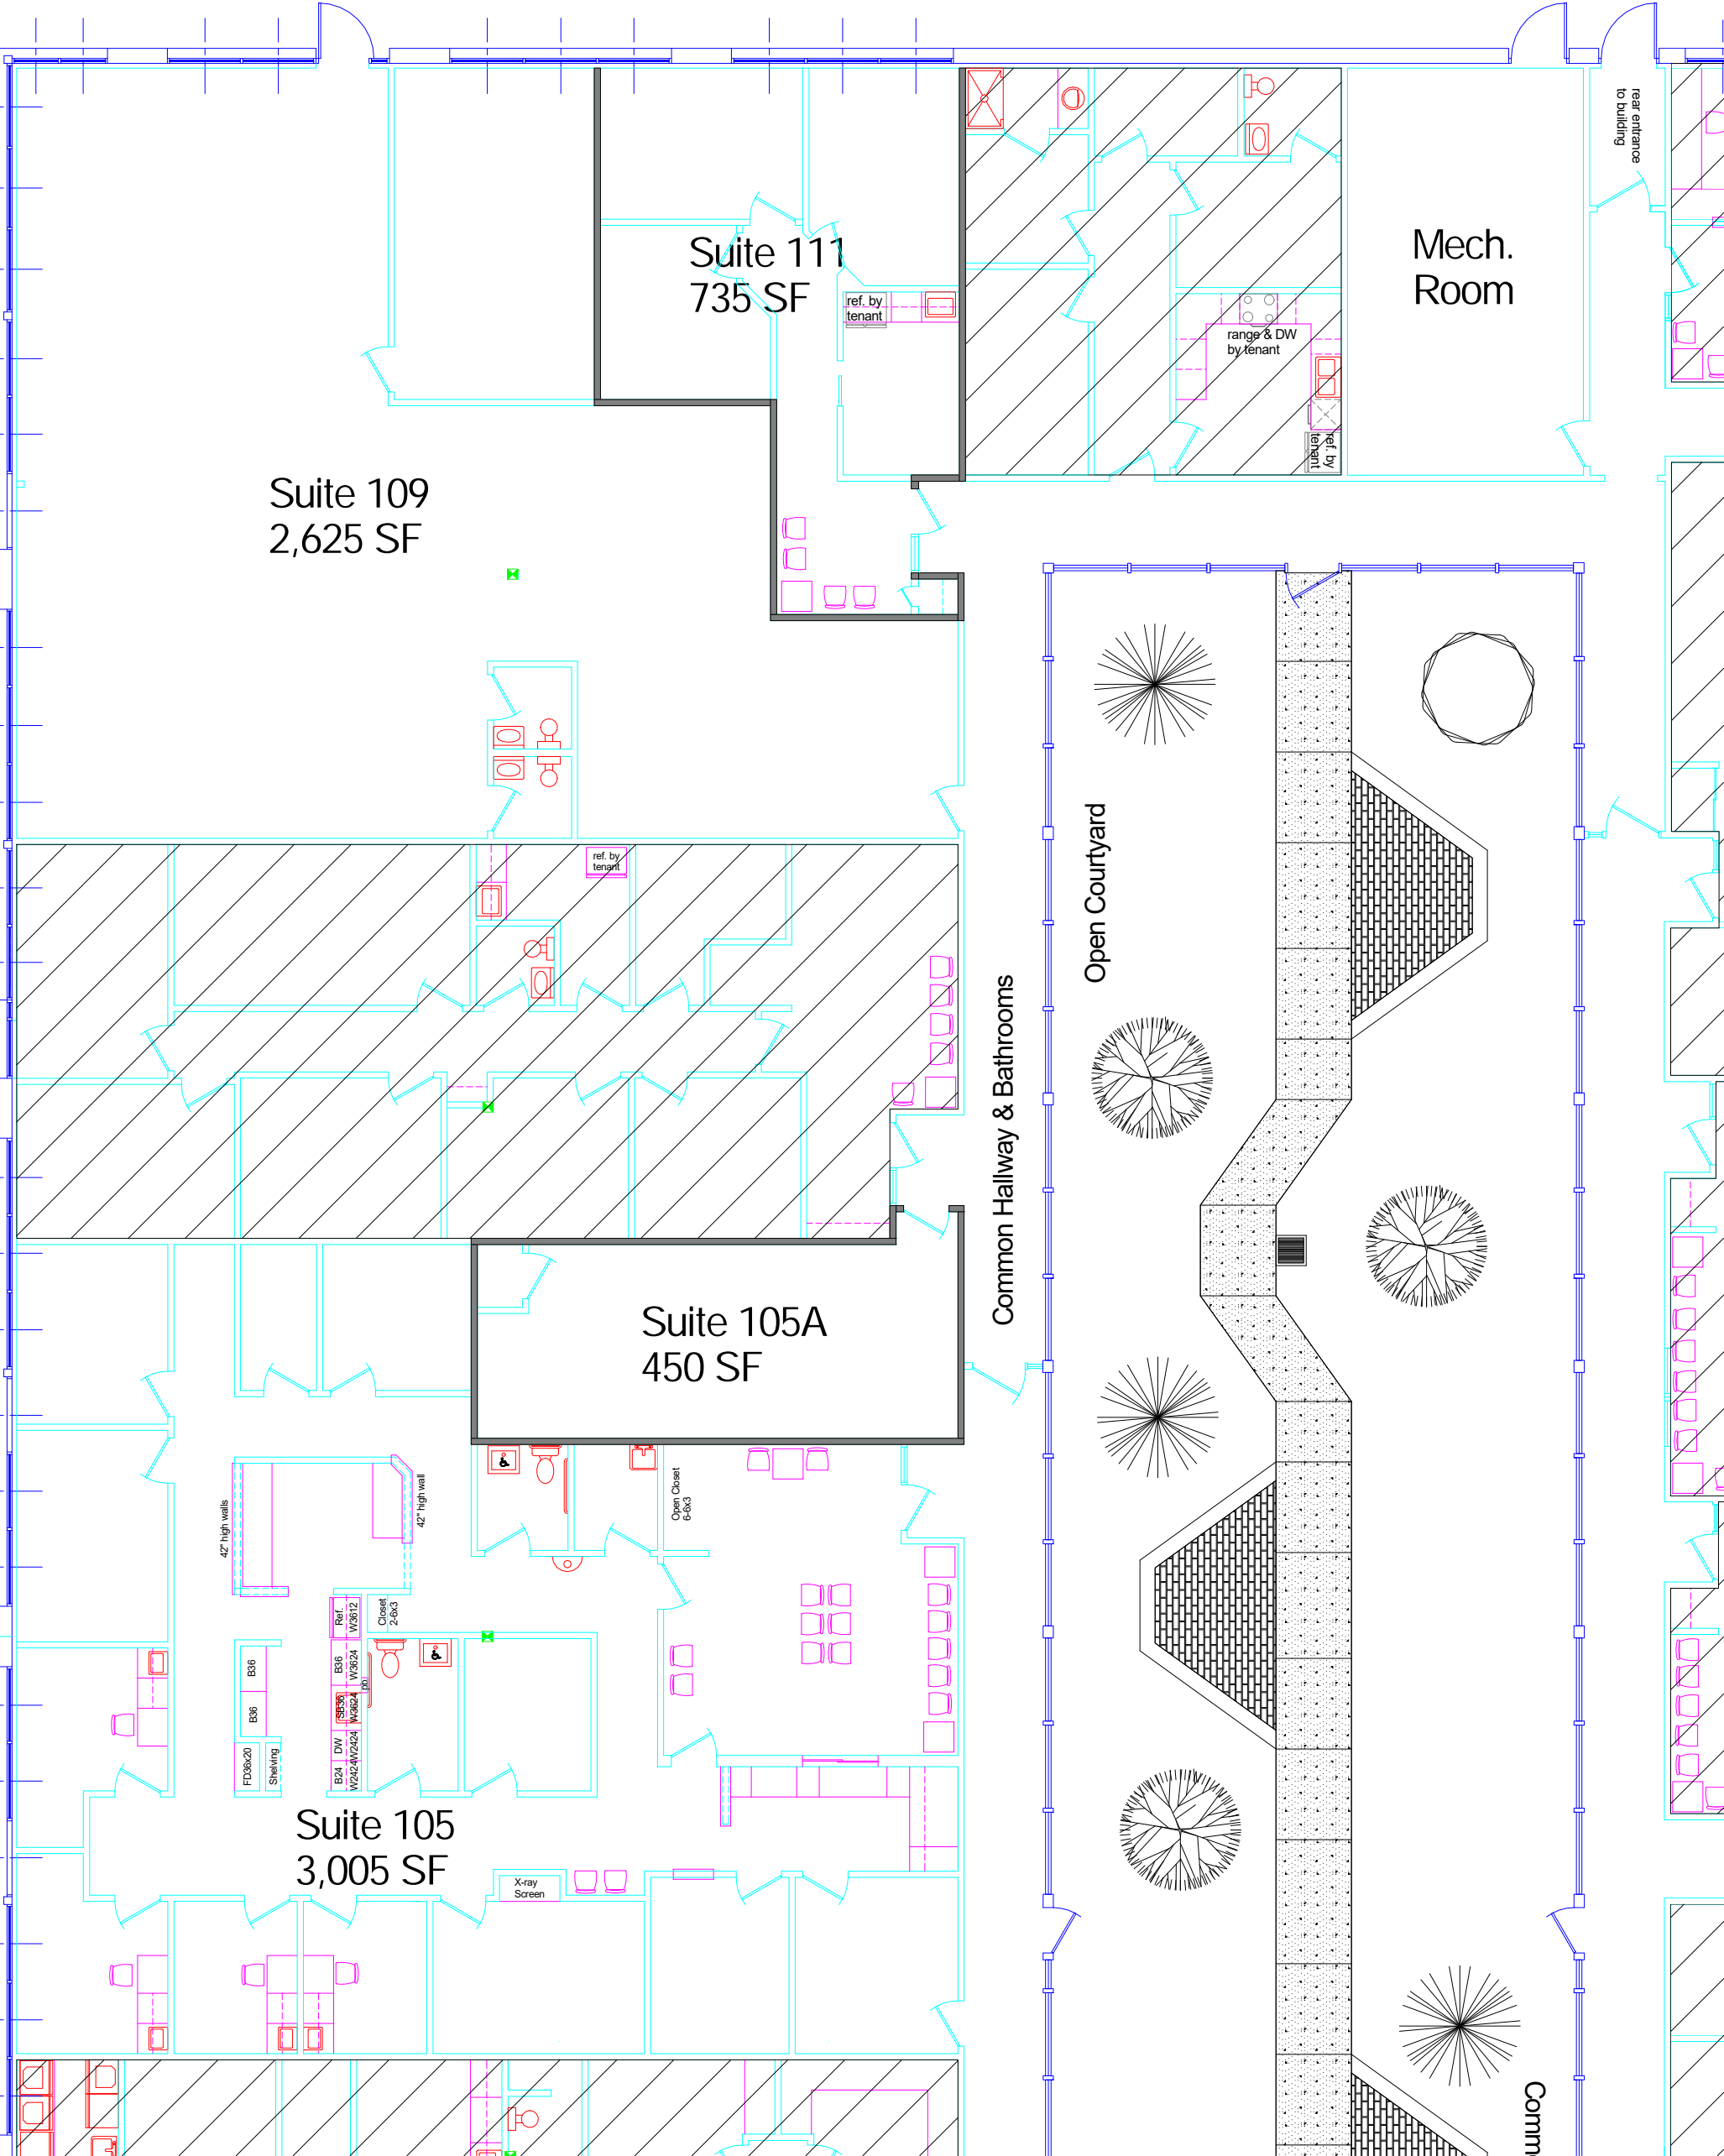 rear entrance
to building
Suite 111
735 SF
Mech.
Room
ref. by
tenant
range & DW
by tenant
ref. by
tenant
Suite 109
2,625 SF
Open Courtyard
ref. by
tenant
Common Hallway & Bathrooms
Suite 105A
450 SF
42" high walls
42" high wall
Open Closet
6-6x3
Ref.
W3612
Closet
2-6x3
B36
B36
W3624
B36
SB36
W3624
DW
W2424
FD36x20
Shelving
B24
W2424
Suite 105
3,005 SF
X-ray
Screen
Comm